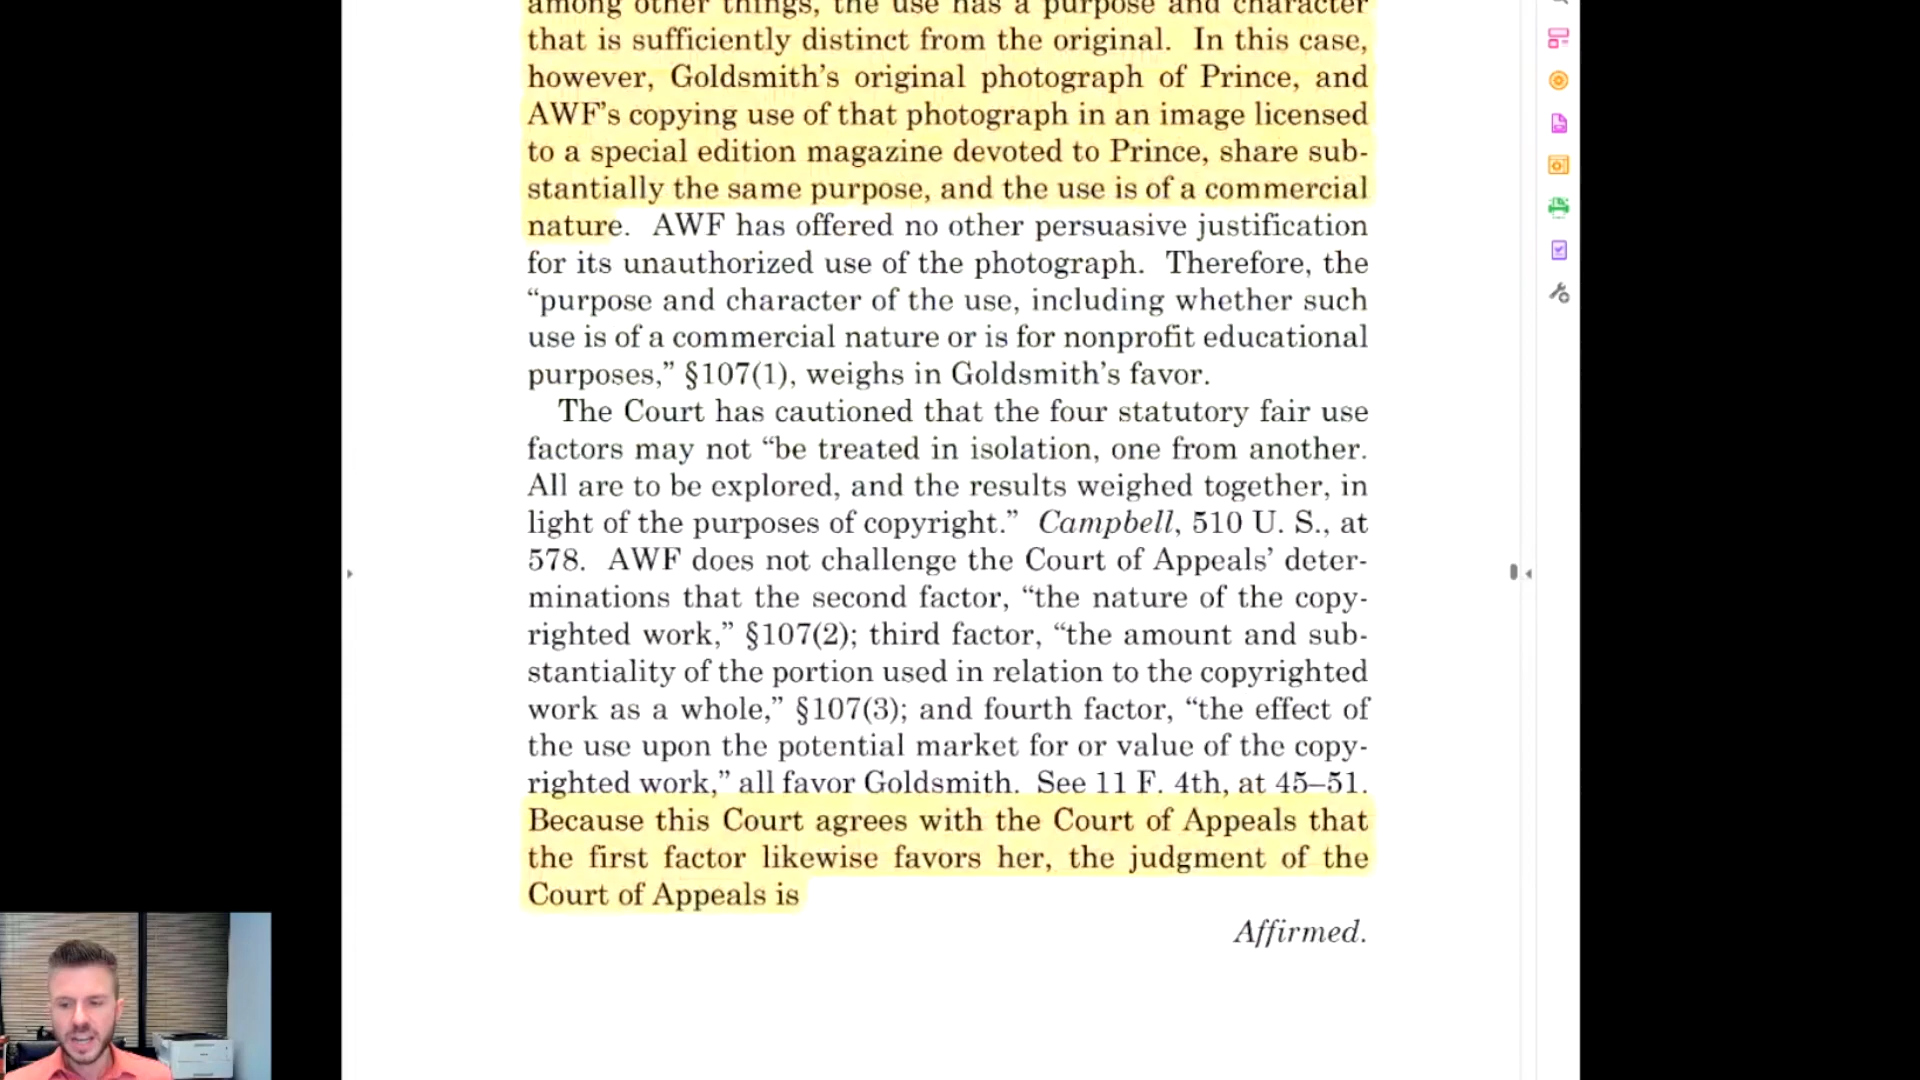 among other things, the use has a purpose and character
that is sufficiently distinct from the original. In this case,
however, Goldsmith’s original photograph of Prince, and
AWF’s copying use of that photograph in an image licensed
to a special edition magazine devoted to Prince, share sub-
stantially the same purpose, and the use is of a commercial
nature. AWF has offered no other persuasive justification
for its unauthorized use of the photograph. Therefore, the
“purpose and character of the use, including whether such
use is of a commercial nature or is for nonprofit educational
purposes,” §107(1), weighs in Goldsmith’s favor.
The Court has cautioned that the four statutory fair use
factors may not “be treated in isolation, one from another.
All are to be explored, and the results weighed together, in
light of the purposes of copyright.” Campbell, 510 U. S., at
578. AWF does not challenge the Court of Appeals’ deter-
minations that the second factor, “the nature of the copy-
righted work,” §107(2); third factor, “the amount and sub-
stantiality of the portion used in relation to the copyrighted
work as a whole,” §107(3); and fourth factor, “the effect of
the use upon the potential market for or value of the copy-
righted work,” all favor Goldsmith. See 11 F. 4th, at 45–51.
Because this Court agrees with the Court of Appeals that
the first factor likewise favors her, the judgment of the
Court of Appeals is
Affirmed.